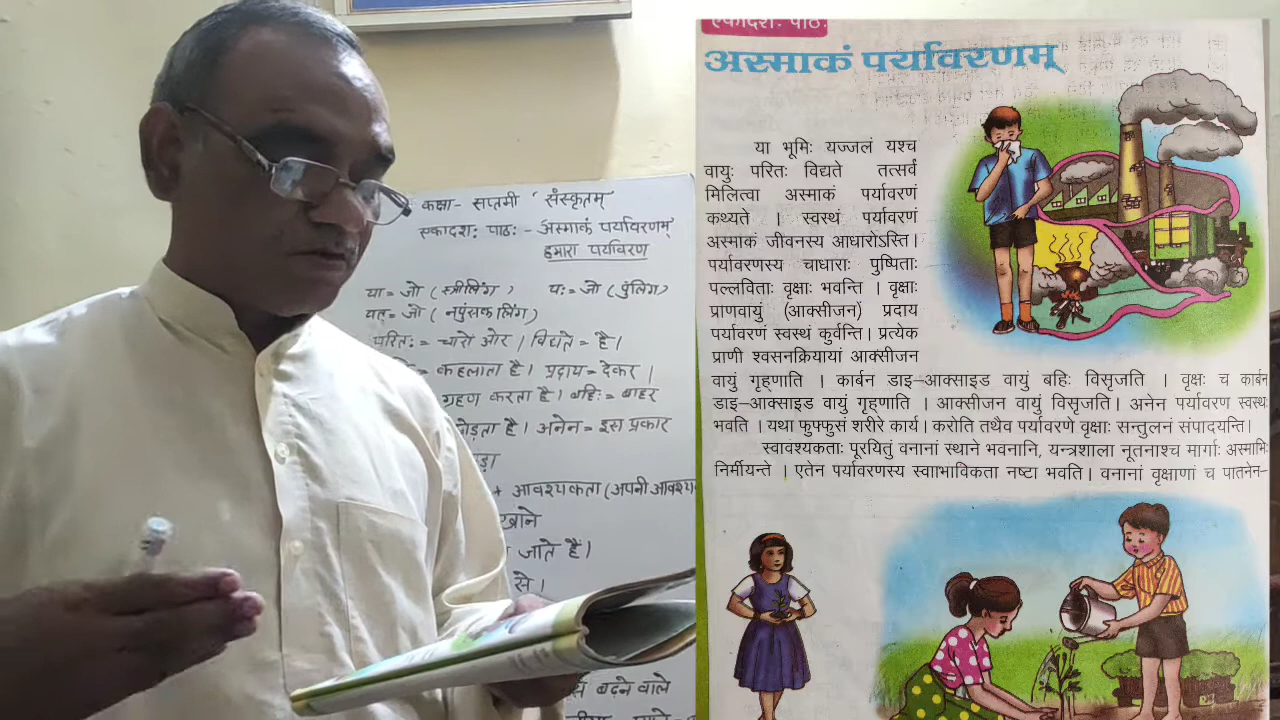 कक्षा- सप्तमी ' संस्कृतम्
एकादश: पाठ: - अस्माकं पर्यावरणम्
हमारा पर्यावरण
या = जो (स्त्रीलिंग) यः = जो (पुंलिंग)
यत् = जो (नपुंसक लिंग)
परितः = चारो ओर । विद्यते = है।
= कहलाता है। प्रदाय = देकर ।
ग्रहण करता है। बहिः = बाहर
है । अनेन = इस प्रकार
+ आवश्यकता (अपनी
जाते हैं।
से ।
बढ़ने वाले
एकादशः पाठः
अस्माकं पर्यावरणम्
या भूमिः यज्जलं यश्च
वायुः परितः विद्यते तत्सर्वं
मिलित्वा अस्माकं पर्यावरणं
कथ्यते । स्वस्थं पर्यावरणं
अस्माकं जीवनस्य आधारोऽस्ति।
पर्यावरणस्य चाधाराः पुष्पिताः
पल्लविताः वृक्षाः भवन्ति । वृक्षाः
प्राणवायुं (आक्सीजन) प्रदाय
पर्यावरणं स्वस्थं कुर्वन्ति । प्रत्येक
प्राणी श्वसनक्रियायां आक्सीजन
वायुं गृह्णाति । कार्बन डाइ-आक्साइड वायुं बहिः विसृजति । वृक्षः च कार्बन
डाइ-आक्साइड वायुं गृह्णाति । आक्सीजन वायुं विसृजति। अनेन पर्यावरण स्वस्थः
भवति । यथा फुफ्फुसं शरीरे कार्य। करोति तथैव पर्यावरणे वृक्षाः सन्तुलनं संपादयन्ति।
स्वावश्यकताः पूरयितुं वनानां स्थाने भवनानि, यन्त्रशाला नूतनाश्च मार्गाः अस्माभिः
निर्मीयन्ते । एतेन पर्यावरणस्य स्वााभाविकता नष्टा भवति। वनानां वृक्षाणां च पातनेन-